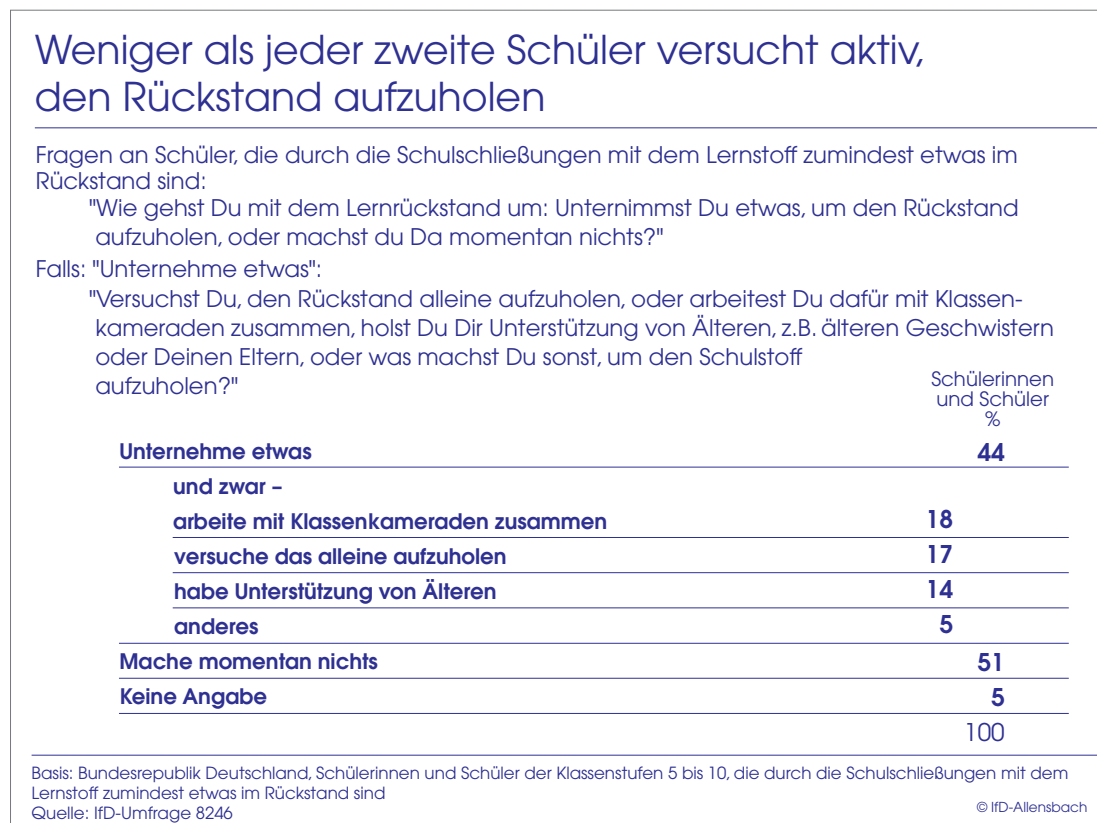 Weniger als jeder zweite Schüler versucht aktiv,
den Rückstand aufzuholen
Fragen an Schüler, die durch die Schulschließungen mit dem Lernstoff zumindest etwas im
Rückstand sind:
"Wie gehst Du mit dem Lernrückstand um: Unternimmst Du etwas, um den Rückstand
aufzuholen, oder machst du Da momentan nichts?"
Falls: "Unternehme etwas":
"Versuchst Du, den Rückstand alleine aufzuholen, oder arbeitest Du dafür mit Klassen-
kameraden zusammen, holst Du Dir Unterstützung von Älteren, z.B. älteren Geschwistern
oder Deinen Eltern, oder was machst Du sonst, um den Schulstoff
aufzuholen?"
Schülerinnen
und Schüler
%
Unternehme etwas 44
und zwar –
arbeite mit Klassenkameraden zusammen 18
versuche das alleine aufzuholen 17
habe Unterstützung von Älteren 14
anderes 5
Mache momentan nichts 51
Keine Angabe 5
100
Basis: Bundesrepublik Deutschland, Schülerinnen und Schüler der Klassenstufen 5 bis 10, die durch die Schulschließungen mit dem
Lernstoff zumindest etwas im Rückstand sind
Quelle: IfD-Umfrage 8246
© IfD-Allensbach